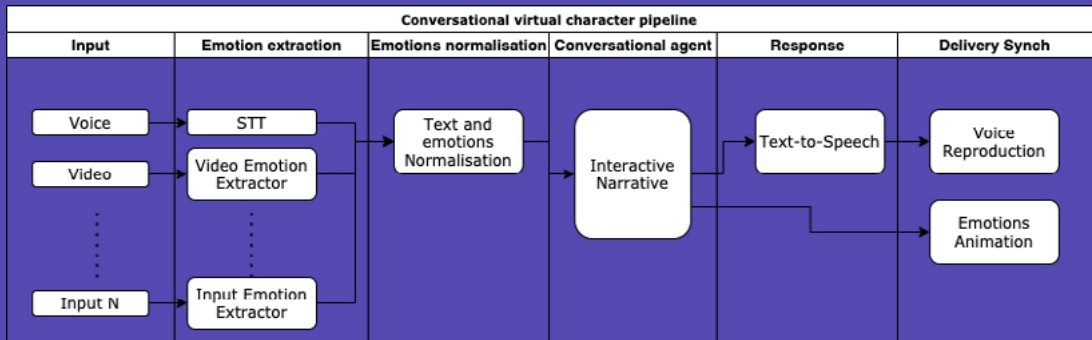 Conversational virtual character pipeline
Input
Emotion extraction
Emotions normalisation
Conversational agent
Response
Delivery Synch
Voice
STT
Text and
emotions
Normalisation
Interactive
Narrative
Text-to-Speech
Voice
Reproduction
Video
Video Emotion
Extractor
Emotions
Animation
Input N
Input Emotion
Extractor